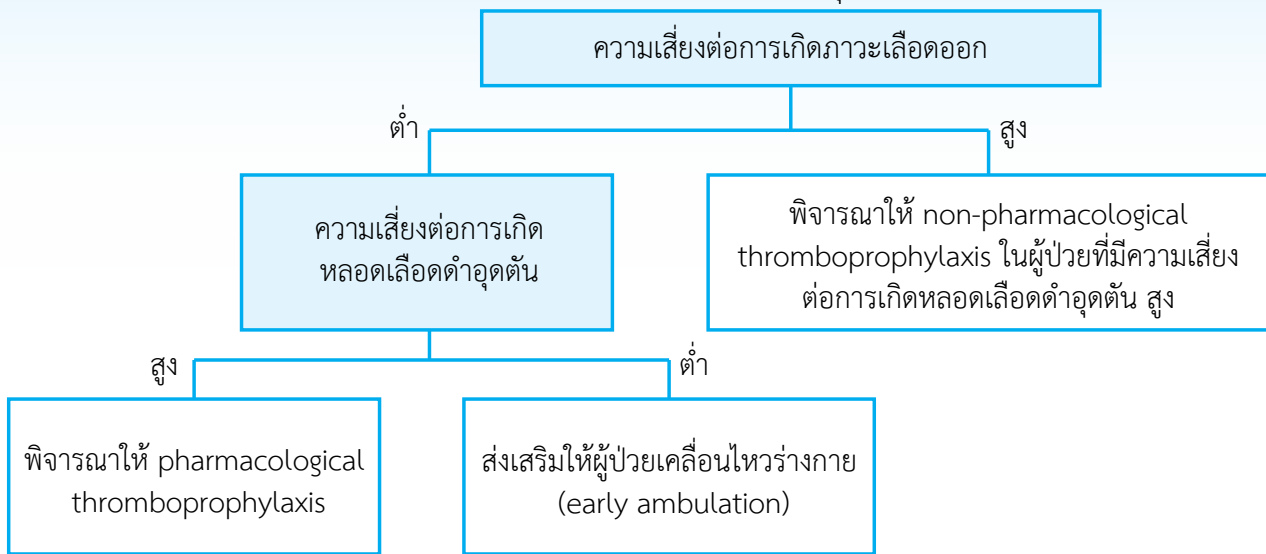 ความเสี่ยงต่อการเกิดภาวะเลือดออก
ต่ำ
สูง
ความเสี่ยงต่อการเกิด
หลอดเลือดดำอุดตัน
พิจารณาให้ non-pharmacological
thromboprophylaxis ในผู้ป่วยที่มีความเสี่ยง
ต่อการเกิดหลอดเลือดดำอุดตัน สูง
สูง
ต่ำ
พิจารณาให้ pharmacological
thromboprophylaxis
ส่งเสริมให้ผู้ป่วยเคลื่อนไหวร่างกาย
(early ambulation)